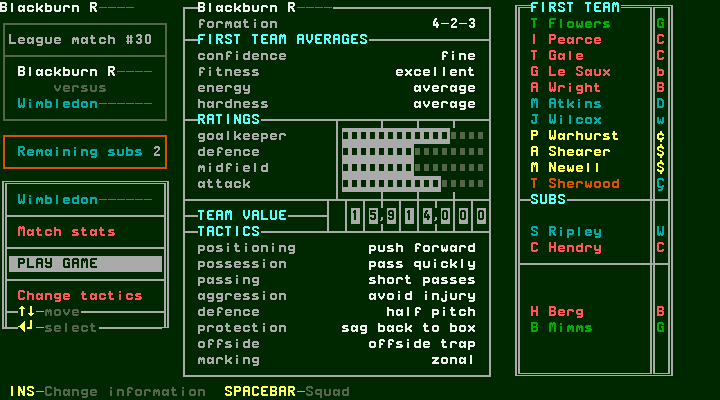 Blackburn R
League match #30
Blackburn R
versus
Wimbledon
Remaining subs 2
Wimbledon
Match stats
PLAY GAME
Change tactics
↑↓—move
↵—select
Blackburn R
formation 4-2-3
FIRST TEAM AVERAGES
confidence fine
fitness excellent
energy average
hardness average
RATINGS
goalkeeper
defence
midfield
attack
TEAM VALUE 15,914,000
TACTICS
positioning push forward
possession pass quickly
passing short passes
aggression avoid injury
defence half pitch
protection sag back to box
offside offside trap
marking zonal
FIRST TEAM
T Flowers G
I Pearce C
T Gale C
G Le Saux b
A Wright B
M Atkins D
J Wilcox w
P Warhurst ¢
A Shearer $
M Newell $
T Sherwood Ç
SUBS
S Ripley W
C Hendry C
H Berg B
B Mimms G
INS—Change information SPACEBAR—Squad